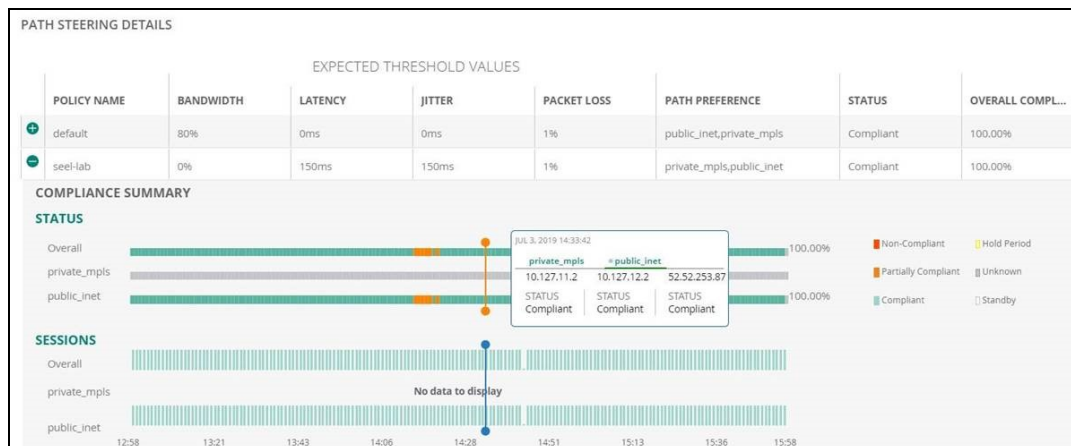 PATH STEERING DETAILS
EXPECTED THRESHOLD VALUES
POLICY NAME BANDWIDTH LATENCY JITTER PACKET LOSS PATH PREFERENCE STATUS OVERALL COMPL...
default 80% 0ms 0ms 1% public_inet,private_mpls Compliant 100.00%
seel-lab 0% 150ms 150ms 1% private_mpls,public_inet Compliant 100.00%
COMPLIANCE SUMMARY
STATUS
Overall 100.00%
private_mpls
public_inet 100.00%
JUL 3, 2019 14:33:42
private_mpls public_inet
10.127.11.2 10.127.12.2 52.52.253.87
STATUS STATUS STATUS
Compliant Compliant Compliant
Non-Compliant Hold Period
Partially Compliant Unknown
Compliant Standby
SESSIONS
Overall
private_mpls No data to display
public_inet
12:58 13:21 13:43 14:06 14:28 14:51 15:13 15:36 15:58